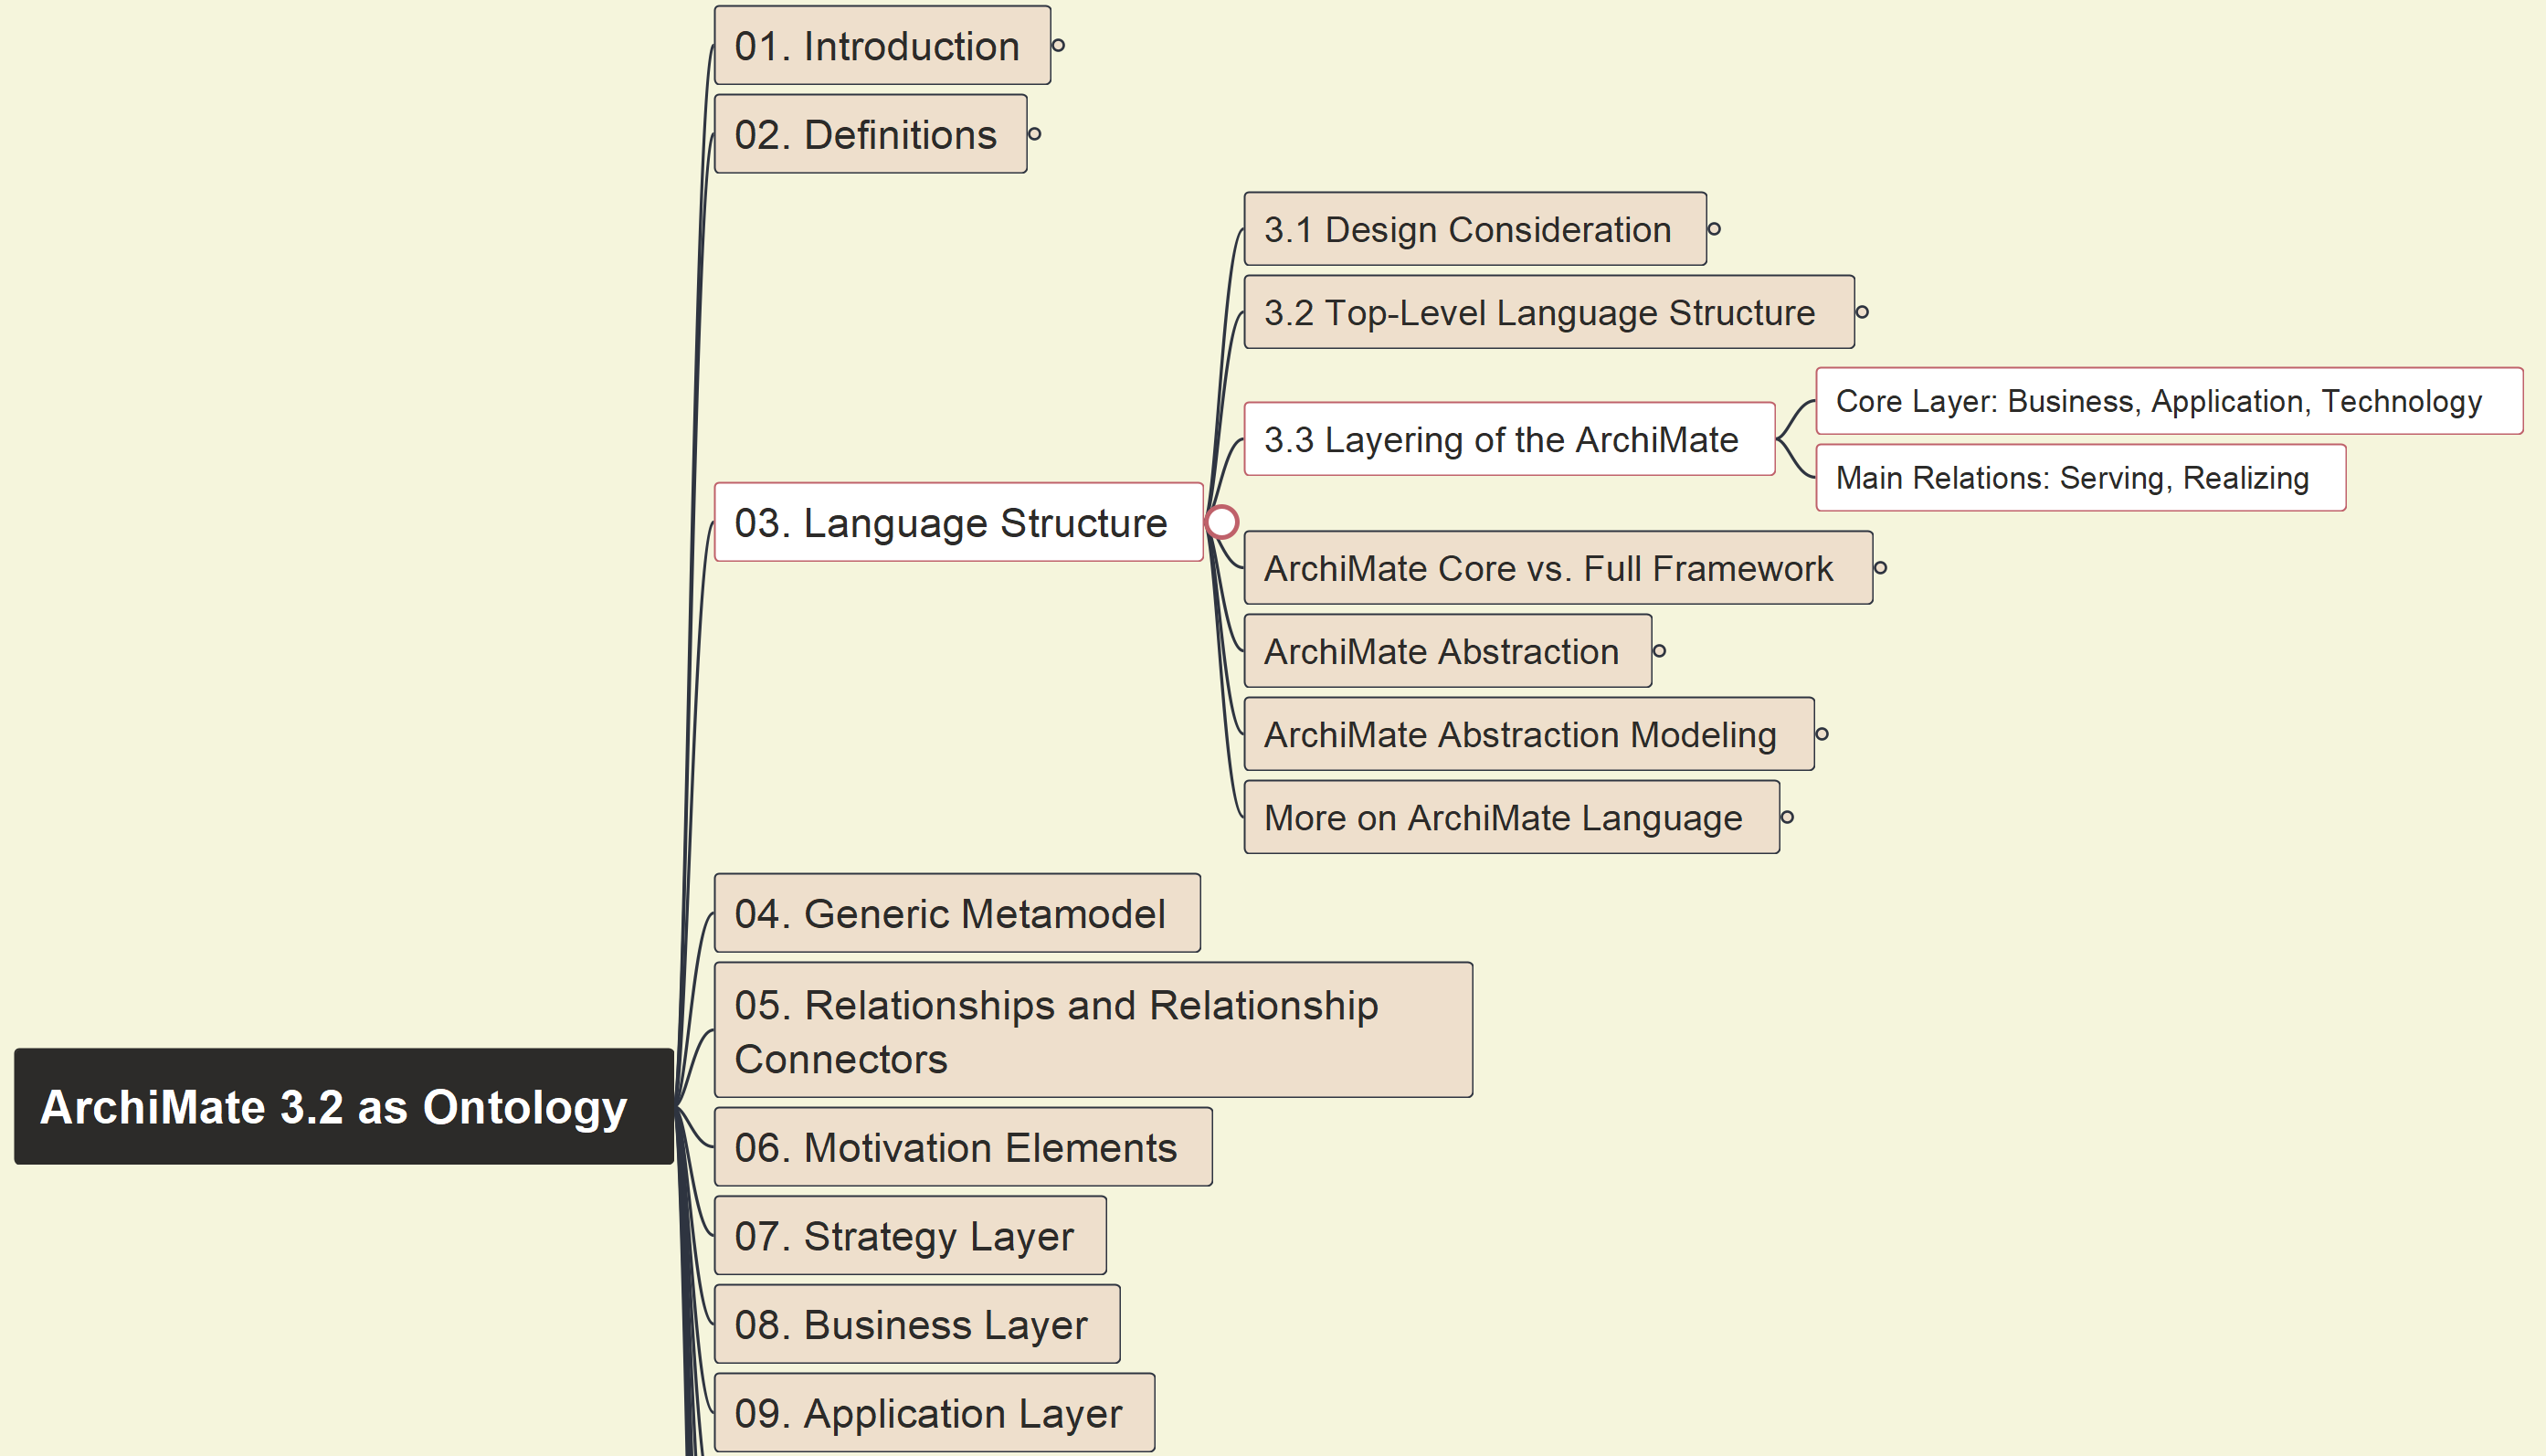 01. Introduction
02. Definitions
3.1 Design Consideration
3.2 Top-Level Language Structure
3.3 Layering of the ArchiMate
Core Layer: Business, Application, Technology
Main Relations: Serving, Realizing
03. Language Structure
ArchiMate Core vs. Full Framework
ArchiMate Abstraction
ArchiMate Abstraction Modeling
More on ArchiMate Language
04. Generic Metamodel
05. Relationships and Relationship
Connectors
ArchiMate 3.2 as Ontology
06. Motivation Elements
07. Strategy Layer
08. Business Layer
09. Application Layer